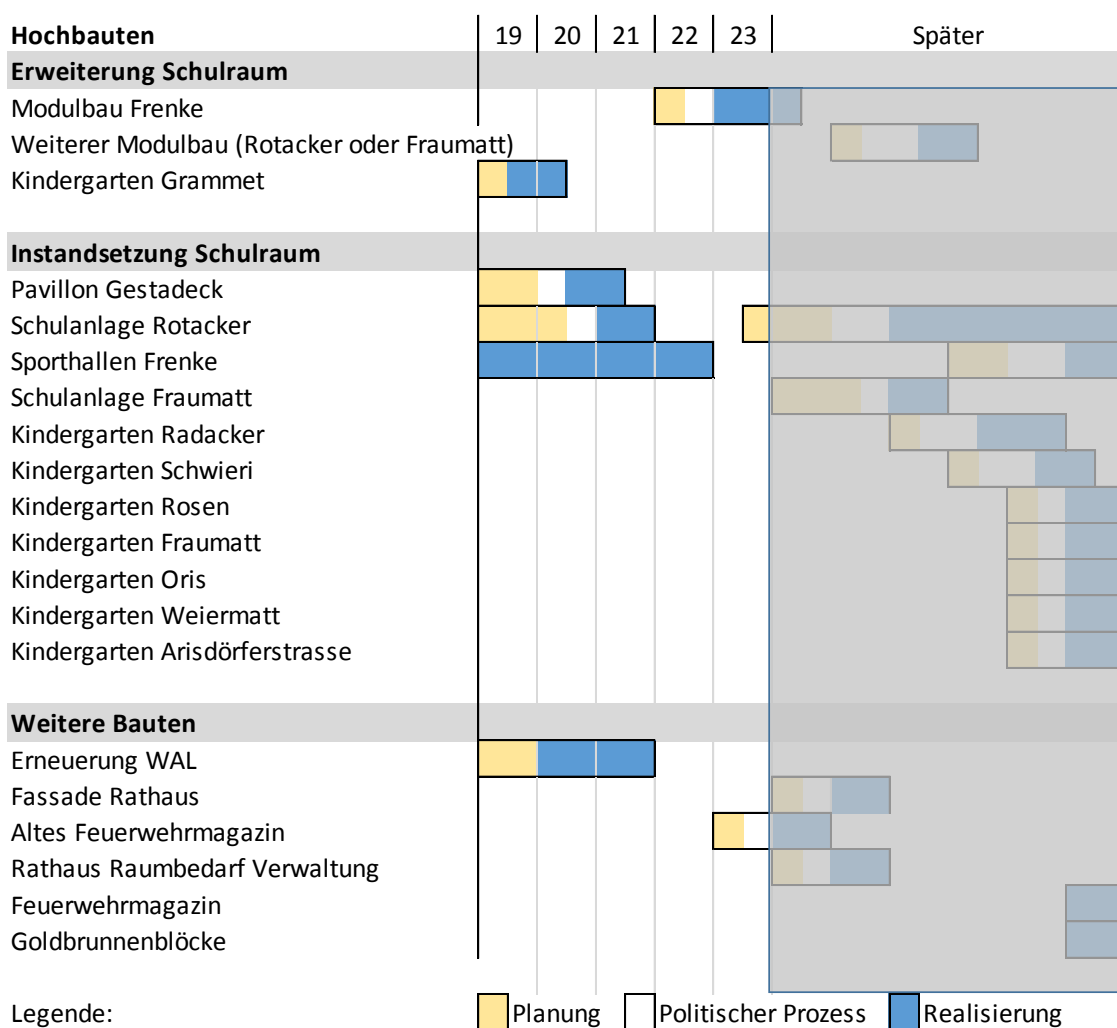 Hochbauten 19 20 21 22 23 Später
Erweiterung Schulraum
Modulbau Frenke
Weiterer Modulbau (Rotacker oder Fraumatt)
Kindergarten Grammet
Instandsetzung Schulraum
Pavillon Gestadeck
Schulanlage Rotacker
Sporthallen Frenke
Schulanlage Fraumatt
Kindergarten Radacker
Kindergarten Schwieri
Kindergarten Rosen
Kindergarten Fraumatt
Kindergarten Oris
Kindergarten Weiermatt
Kindergarten Arisdörferstrasse
Weitere Bauten
Erneuerung WAL
Fassade Rathaus
Altes Feuerwehrmagazin
Rathaus Raumbedarf Verwaltung
Feuerwehrmagazin
Goldbrunnenblöcke
Legende: Planung Politischer Prozess Realisierung